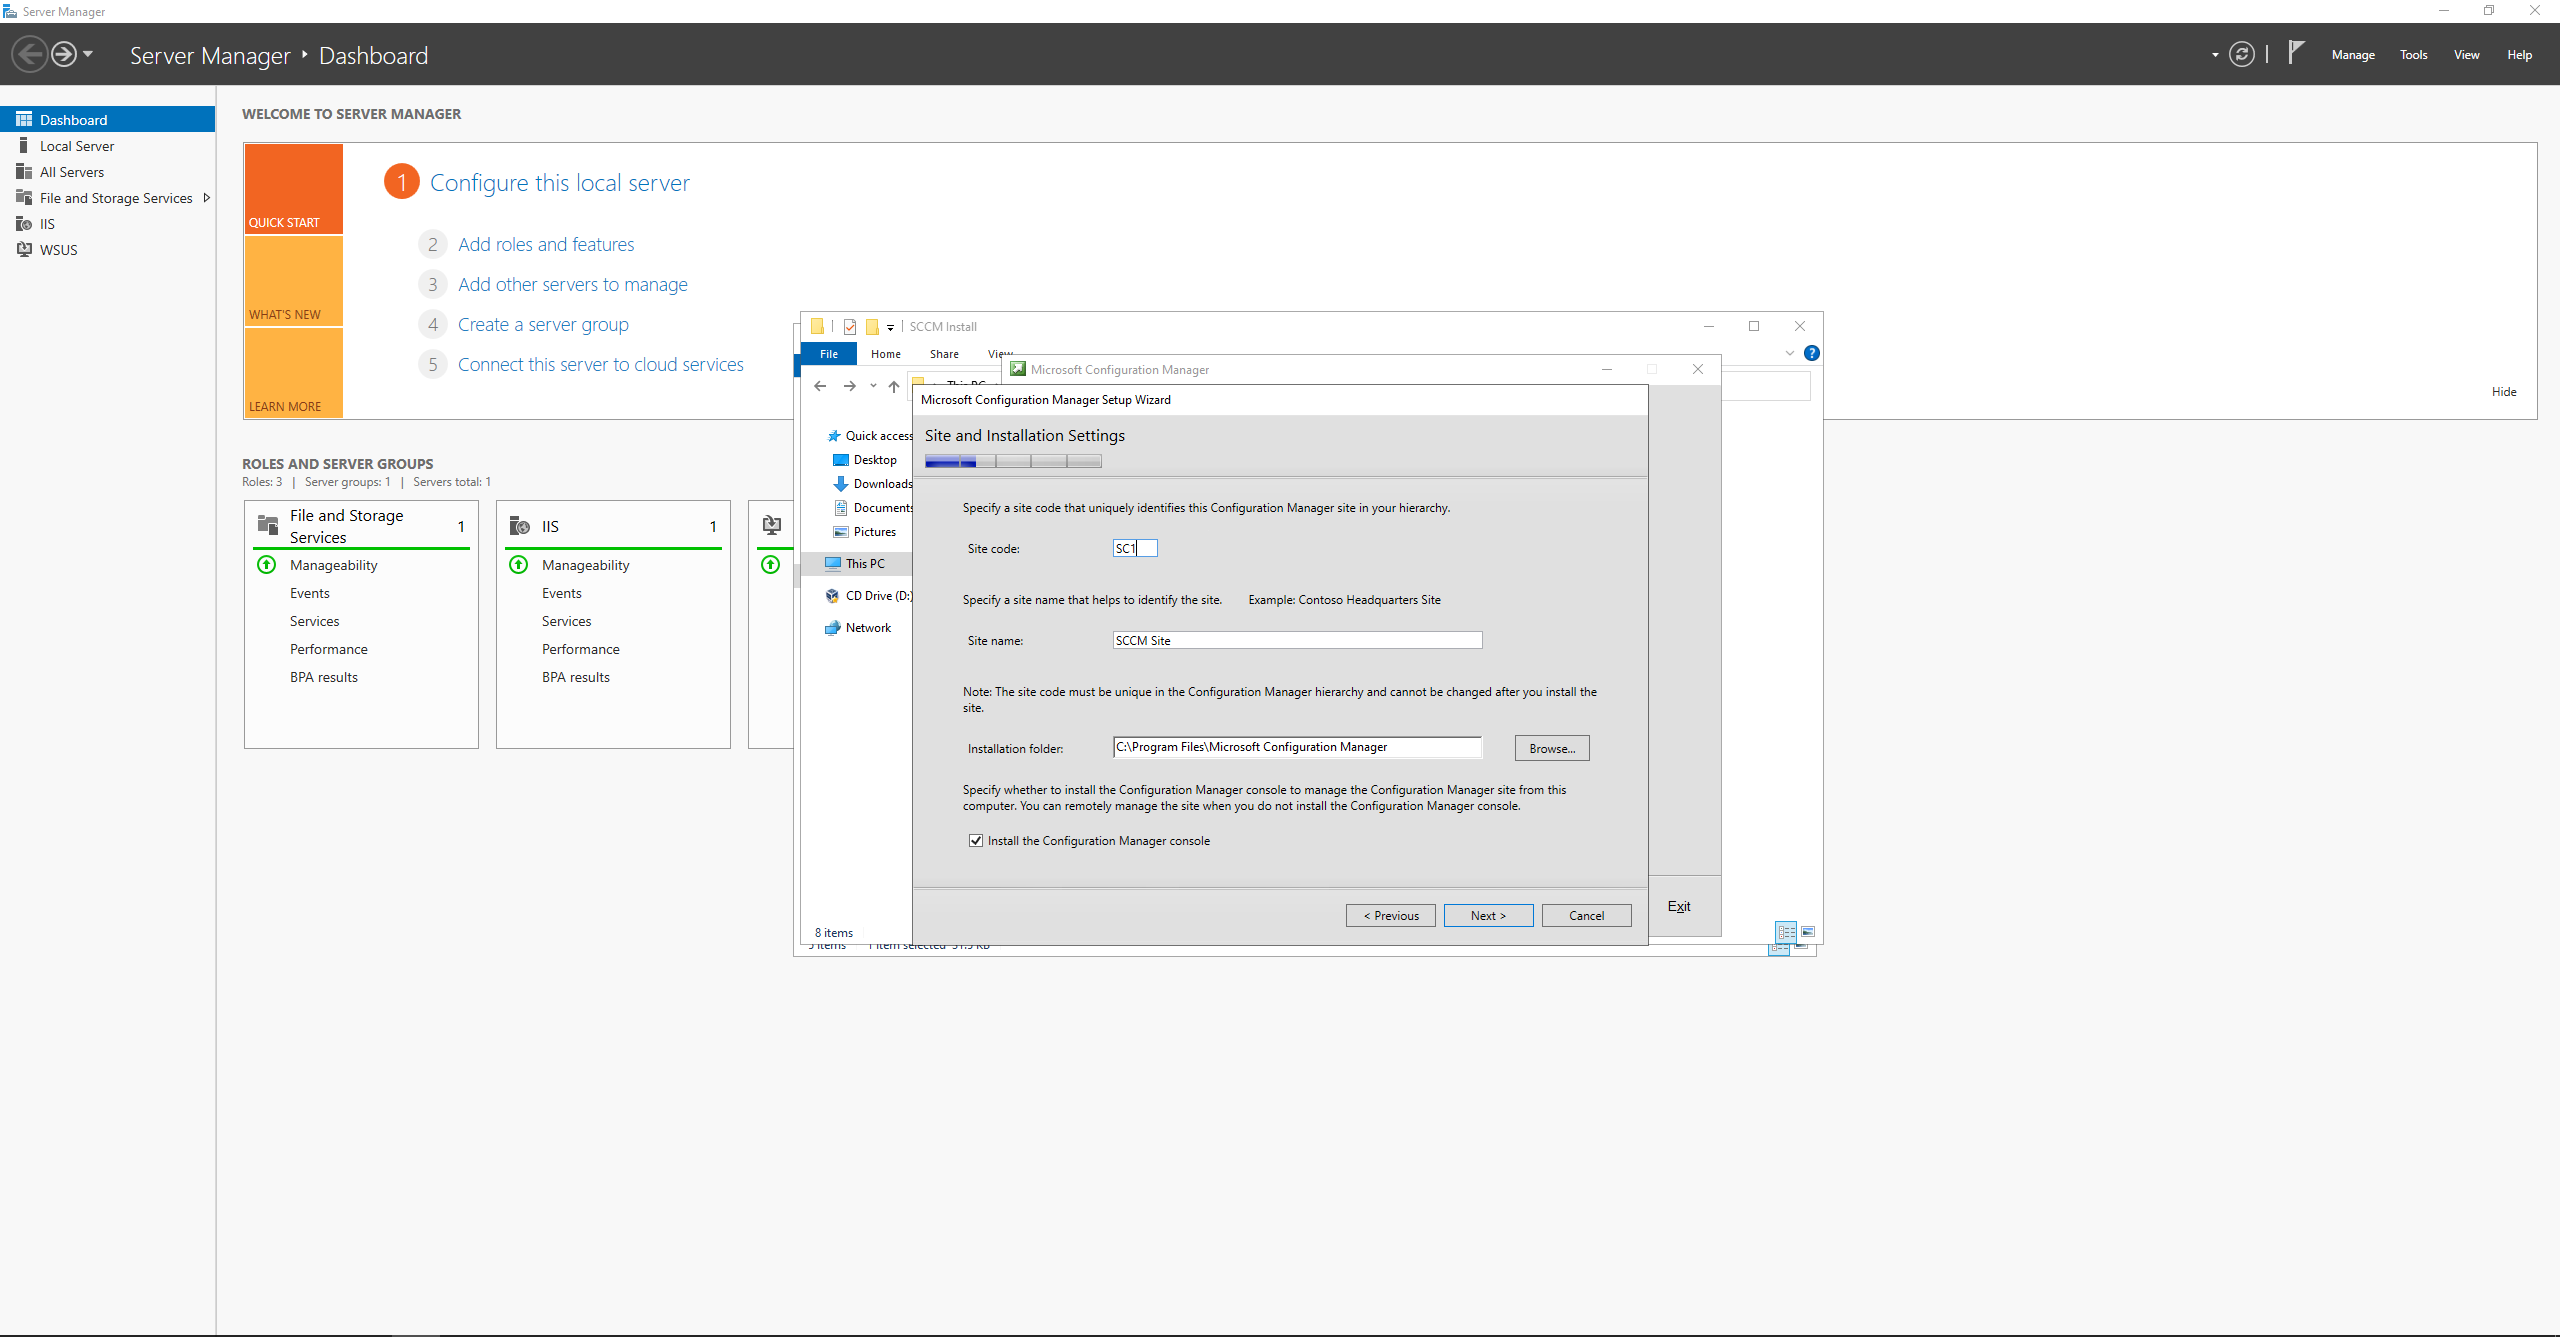 Server Manager
Server Manager ‣ Dashboard
Manage Tools View Help
Dashboard
Local Server
All Servers
File and Storage Services
IIS
WSUS
WELCOME TO SERVER MANAGER
QUICK START
WHAT'S NEW
LEARN MORE
1 Configure this local server
2 Add roles and features
3 Add other servers to manage
4 Create a server group
5 Connect this server to cloud services
Hide
ROLES AND SERVER GROUPS
Roles: 3 | Server groups: 1 | Servers total: 1
File and Storage Services 1
Manageability
Events
Services
Performance
BPA results
IIS 1
Manageability
Events
Services
Performance
BPA results
SCCM Install
File Home Share View
This PC
Quick access
Desktop
Downloads
Documents
Pictures
This PC
CD Drive (D:)
Network
8 items
5 items 1 item selected 51.5 KB
Microsoft Configuration Manager
Exit
Microsoft Configuration Manager Setup Wizard
Site and Installation Settings
Specify a site code that uniquely identifies this Configuration Manager site in your hierarchy.
Site code: SC1
Specify a site name that helps to identify the site. Example: Contoso Headquarters Site
Site name: SCCM Site
Note: The site code must be unique in the Configuration Manager hierarchy and cannot be changed after you install the
site.
Installation folder: C:\Program Files\Microsoft Configuration Manager Browse...
Specify whether to install the Configuration Manager console to manage the Configuration Manager site from this
computer. You can remotely manage the site when you do not install the Configuration Manager console.
Install the Configuration Manager console
< Previous Next > Cancel